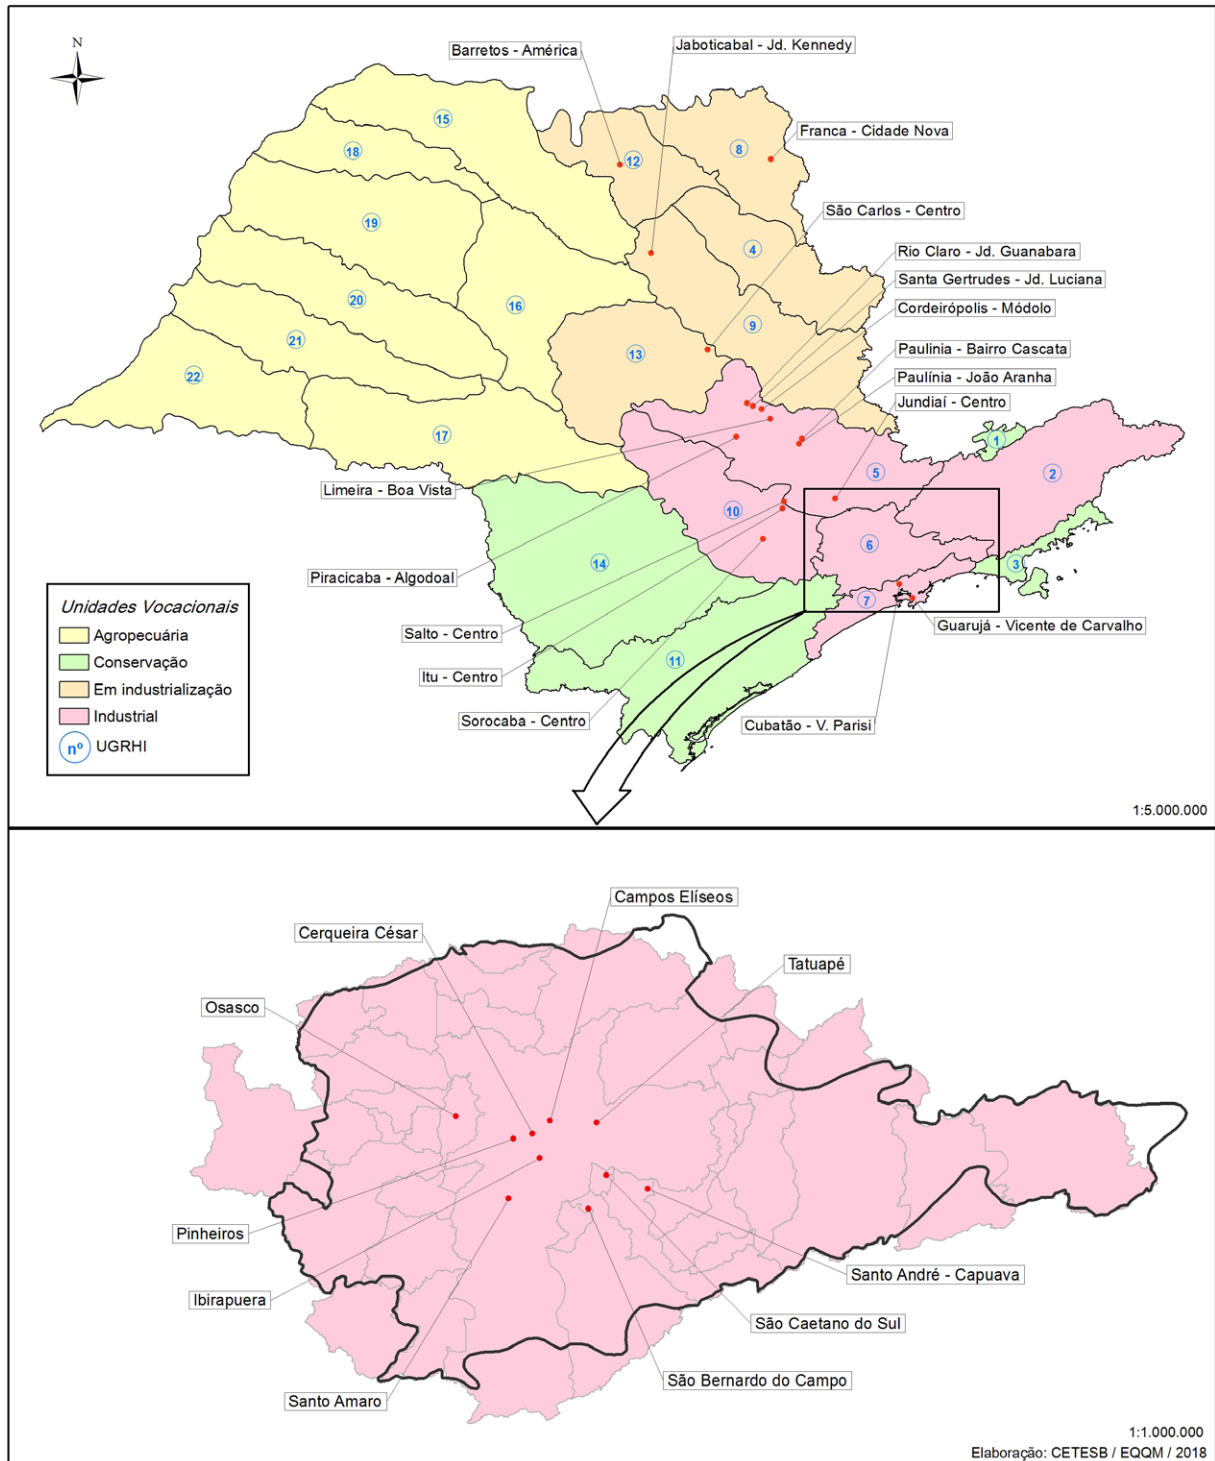 N
Barretos - América
Jaboticabal - Jd. Kennedy
Franca - Cidade Nova
São Carlos - Centro
Rio Claro - Jd. Guanabara
Santa Gertrudes - Jd. Luciana
Cordeirópolis - Módolo
Paulinia - Bairro Cascata
Paulínia - João Aranha
Jundiaí - Centro
15
18
12
8
19
4
20
16
9
21
13
22
17
1
5
2
10
6
14
3
7
11
Limeira - Boa Vista
Piracicaba - Algodoal
Salto - Centro
Itu - Centro
Sorocaba - Centro
Guarujá - Vicente de Carvalho
Cubatão - V. Parisi
Unidades Vocacionais
Agropecuária
Conservação
Em industrialização
Industrial
nº UGRHI
1:5.000.000
Campos Elíseos
Cerqueira César
Tatuapé
Osasco
Pinheiros
Ibirapuera
Santo André - Capuava
São Caetano do Sul
São Bernardo do Campo
Santo Amaro
1:1.000.000
Elaboração: CETESB / EQQM / 2018